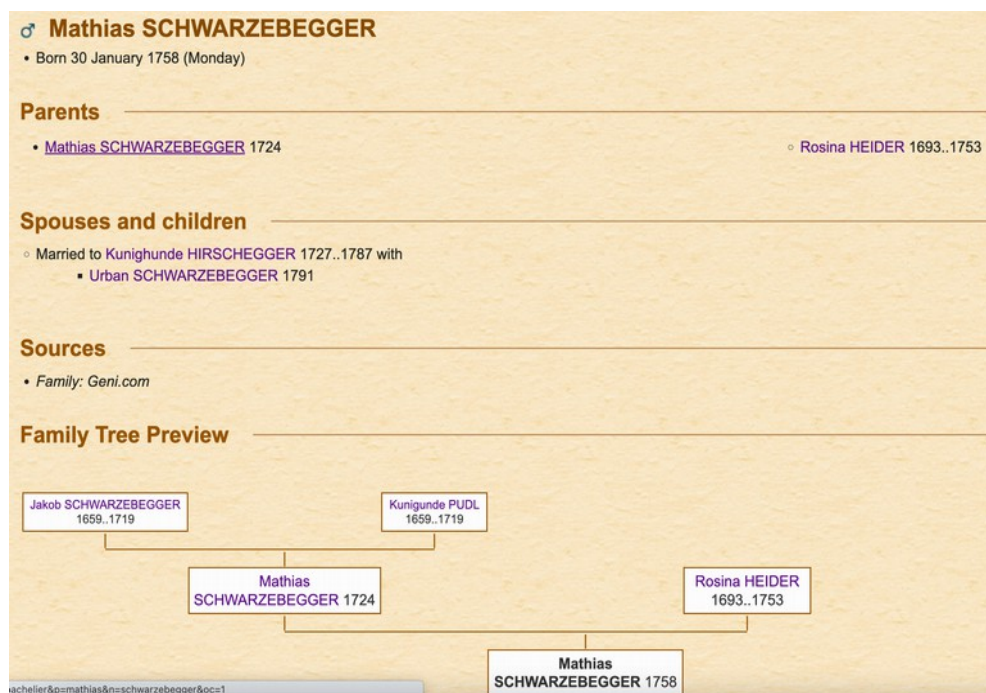 Mathias SCHWARZEBEGGER
Born 30 January 1758 (Monday)
Parents
Mathias SCHWARZEBEGGER 1724
Rosina HEIDER 1693..1753
Spouses and children
Married to Kunighunde HIRSCHEGGER 1727..1787 with
Urban SCHWARZEBEGGER 1791
Sources
Family: Geni.com
Family Tree Preview
Jakob SCHWARZEBEGGER
1659..1719
Kunigunde PUDL
1659..1719
Mathias
SCHWARZEBEGGER 1724
Rosina HEIDER
1693..1753
Mathias
SCHWARZEBEGGER 1758
achelier&p=mathias&n=schwarzebegger&oc=1